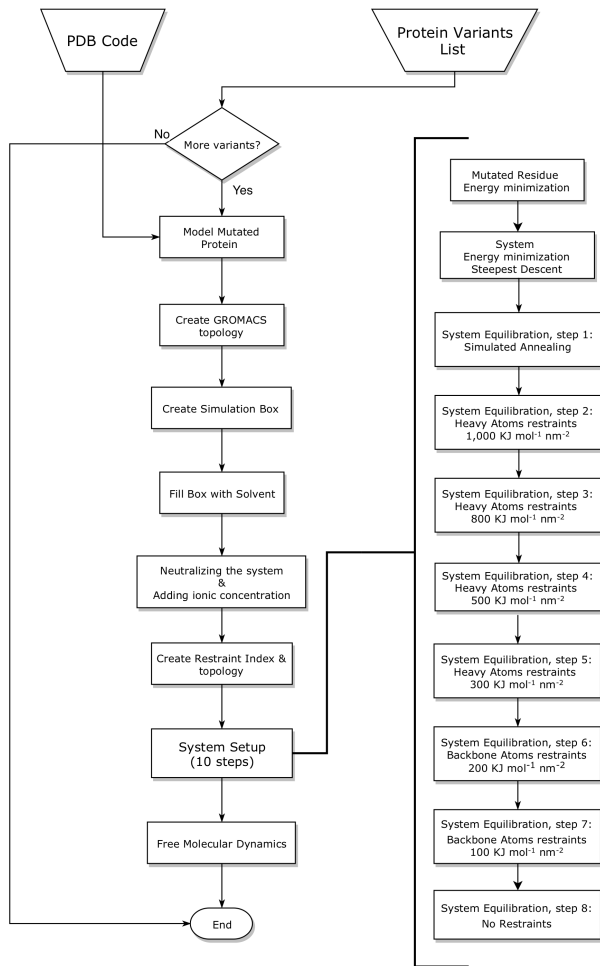 PDB Code
Protein Variants
List
More variants?
No
Yes
Model Mutated
Protein
Create GROMACS
topology
Create Simulation Box
Fill Box with Solvent
Neutralizing the system
&
Adding ionic concentration
Create Restraint Index &
topology
System Setup
(10 steps)
Free Molecular Dynamics
End
Mutated Residue
Energy minimization
System
Energy minimization
Steepest Descent
System Equilibration, step 1:
Simulated Annealing
System Equilibration, step 2:
Heavy Atoms restraints
1,000 KJ mol⁻¹ nm⁻²
System Equilibration, step 3:
Heavy Atoms restraints
800 KJ mol⁻¹ nm⁻²
System Equilibration, step 4:
Heavy Atoms restraints
500 KJ mol⁻¹ nm⁻²
System Equilibration, step 5:
Heavy Atoms restraints
300 KJ mol⁻¹ nm⁻²
System Equilibration, step 6:
Backbone Atoms restraints
200 KJ mol⁻¹ nm⁻²
System Equilibration, step 7:
Backbone Atoms restraints
100 KJ mol⁻¹ nm⁻²
System Equilibration, step 8:
No Restraints